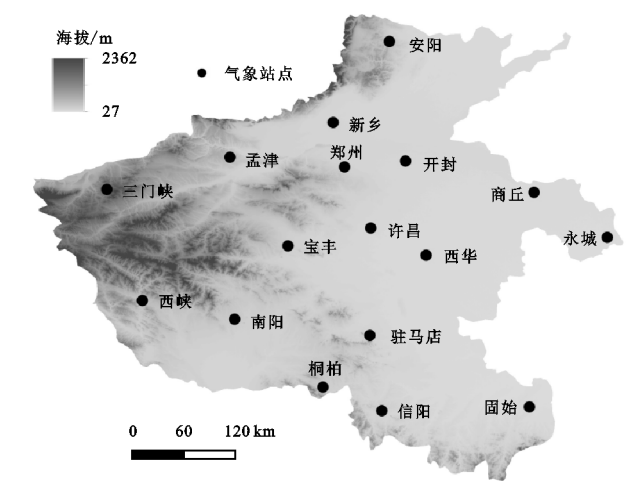 海拔/m
2362
27
气象站点
安阳
新乡
郑州
孟津
开封
三门峡
商丘
许昌
永城
宝丰
西华
西峡
南阳
驻马店
桐柏
信阳
固始
0 60 120 km